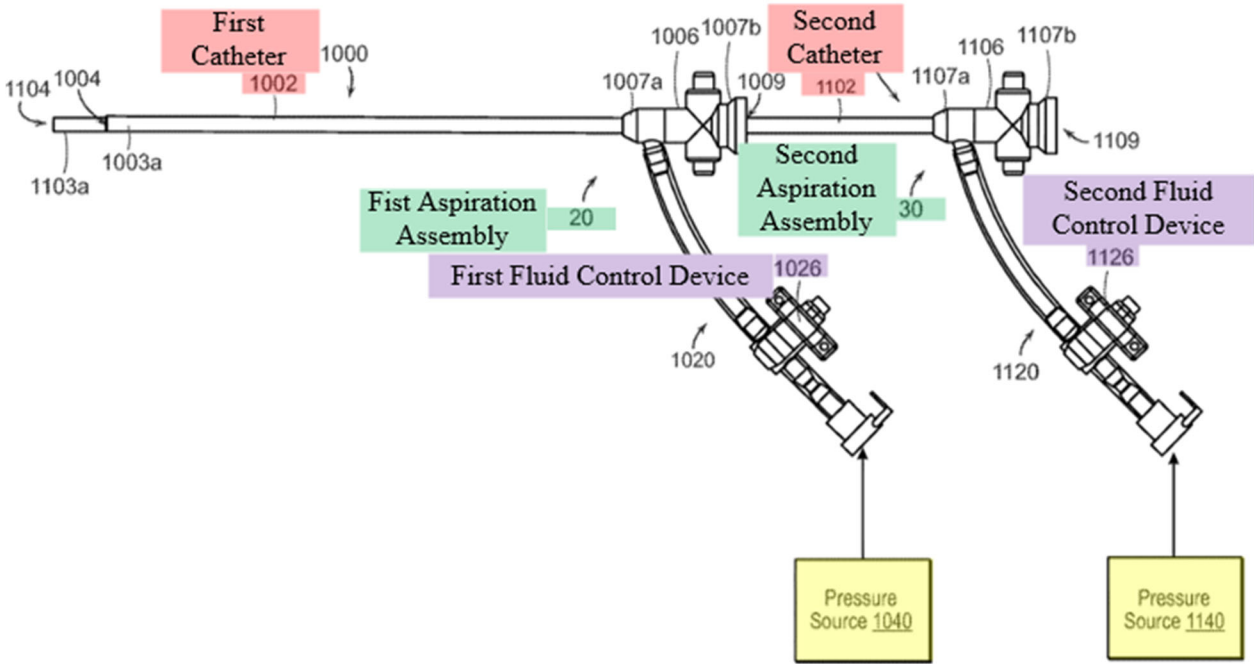 First
Catheter
1002
1000
1006
1007b
Second
Catheter
1102
1106
1107b
1104
1004
1007a
1009
1107a
1103a
1003a
1109
Fist Aspiration
Assembly
20
Second
Aspiration
Assembly
30
Second Fluid
Control Device
1126
First Fluid Control Device
1026
1020
1120
Pressure
Source 1040
Pressure
Source 1140